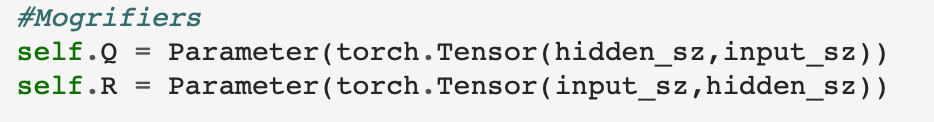 #Mogrifiers
self.Q = Parameter(torch.Tensor(hidden_sz,input_sz))
self.R = Parameter(torch.Tensor(input_sz,hidden_sz))